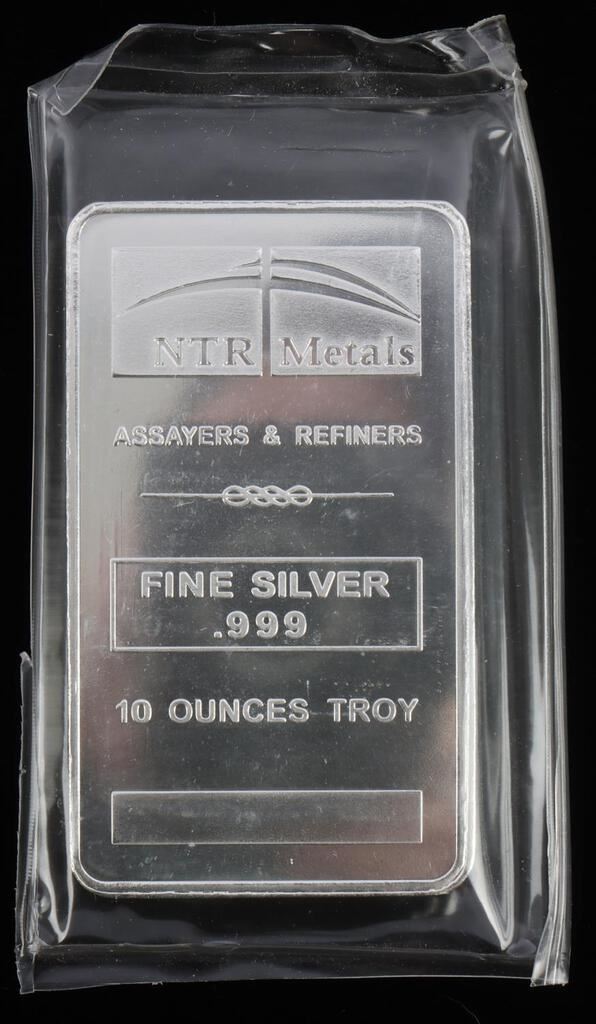 NTR Metals
ASSAYERS & REFINERS
FINE SILVER
.999
10 OUNCES TROY